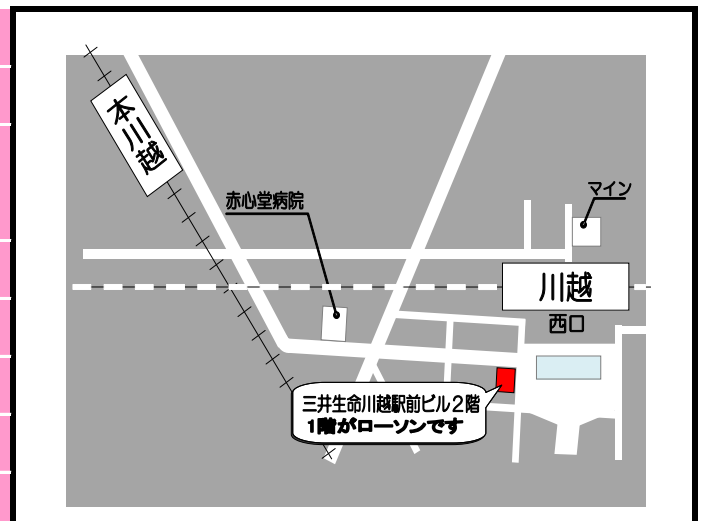 本川越
赤心堂病院
マイン
川越
西口
三井生命川越駅前ビル２階
1階がローソンです